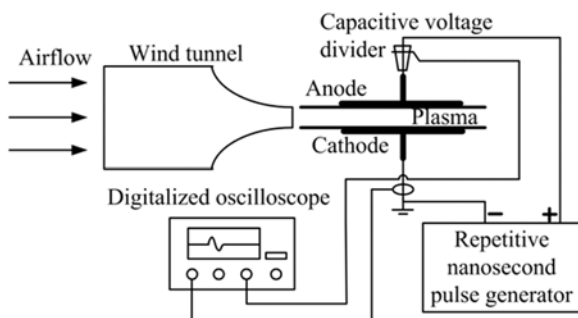 Capacitive voltage
divider
Airflow
Wind tunnel
Anode
Plasma
Cathode
Digitalized oscilloscope
− +
Repetitive
nanosecond
pulse generator